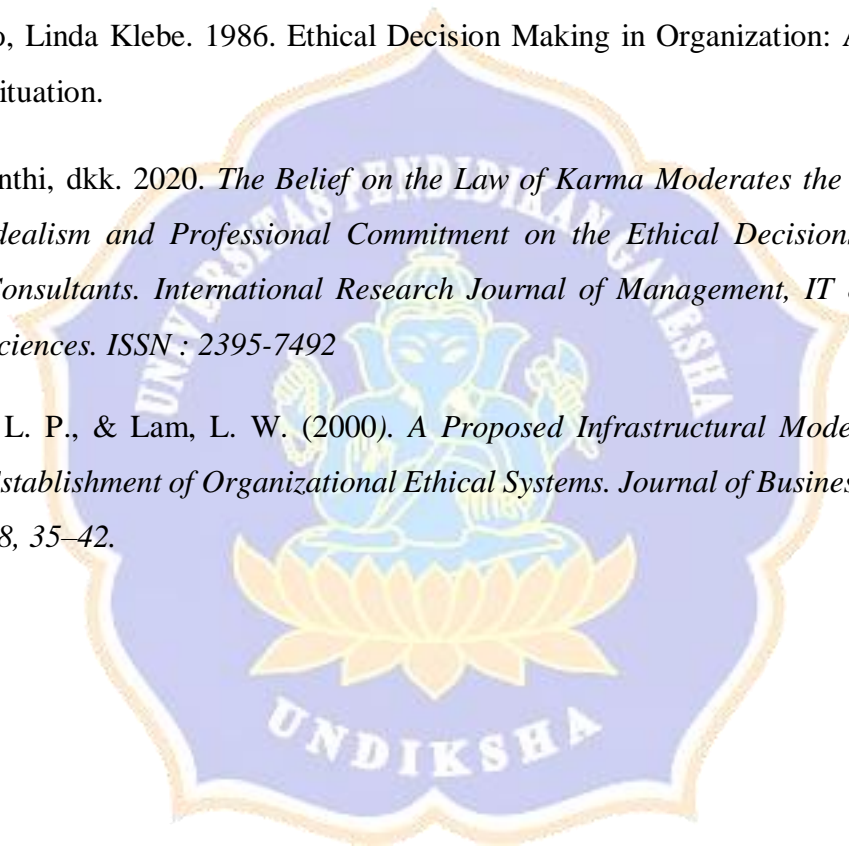 o, Linda Klebe. 1986. Ethical Decision Making in Organization: A
ituation.
nthi, dkk. 2020. The Belief on the Law of Karma Moderates the
dealism and Professional Commitment on the Ethical Decision
onsultants. International Research Journal of Management, IT
ciences. ISSN : 2395-7492
L. P., & Lam, L. W. (2000). A Proposed Infrastructural Mode
stablishment of Organizational Ethical Systems. Journal of Busines
8, 35–42.
UNIVERSITAS PENDIDIKAN GANESHA
UNDIKSHA